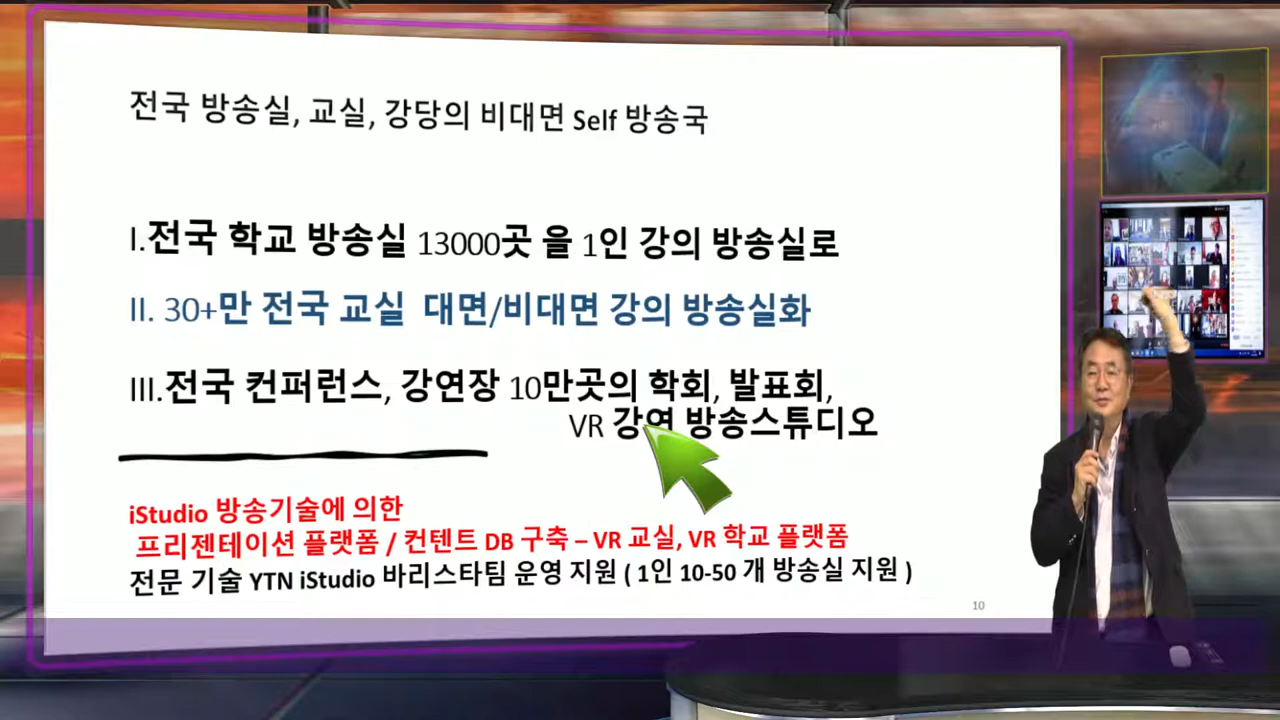 전국 방송실, 교실, 강당의 비대면 Self 방송국
I.전국 학교 방송실 13000곳 을 1인 강의 방송실로
II. 30+만 전국 교실 대면/비대면 강의 방송실화
III.전국 컨퍼런스, 강연장 10만곳의 학회, 발표회,
VR 강연 방송스튜디오
iStudio 방송기술에 의한
프리젠테이션 플랫폼 / 컨텐트 DB 구축 – VR 교실, VR 학교 플랫폼
전문 기술 YTN iStudio 바리스타팀 운영 지원 ( 1인 10-50 개 방송실 지원 )
10